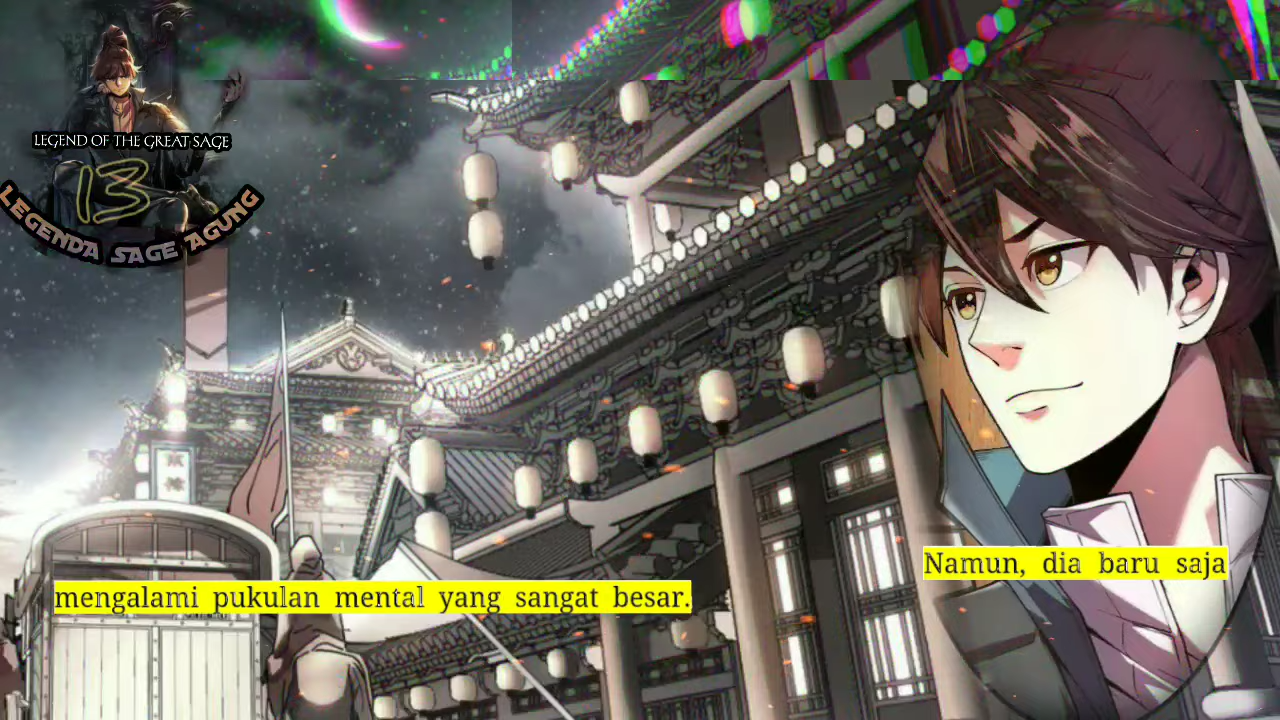 LEGEND OF THE GREAT SAGE
13
LEGENDA SAGE AGUNG
Namun, dia baru saja
mengalami pukulan mental yang sangat besar.